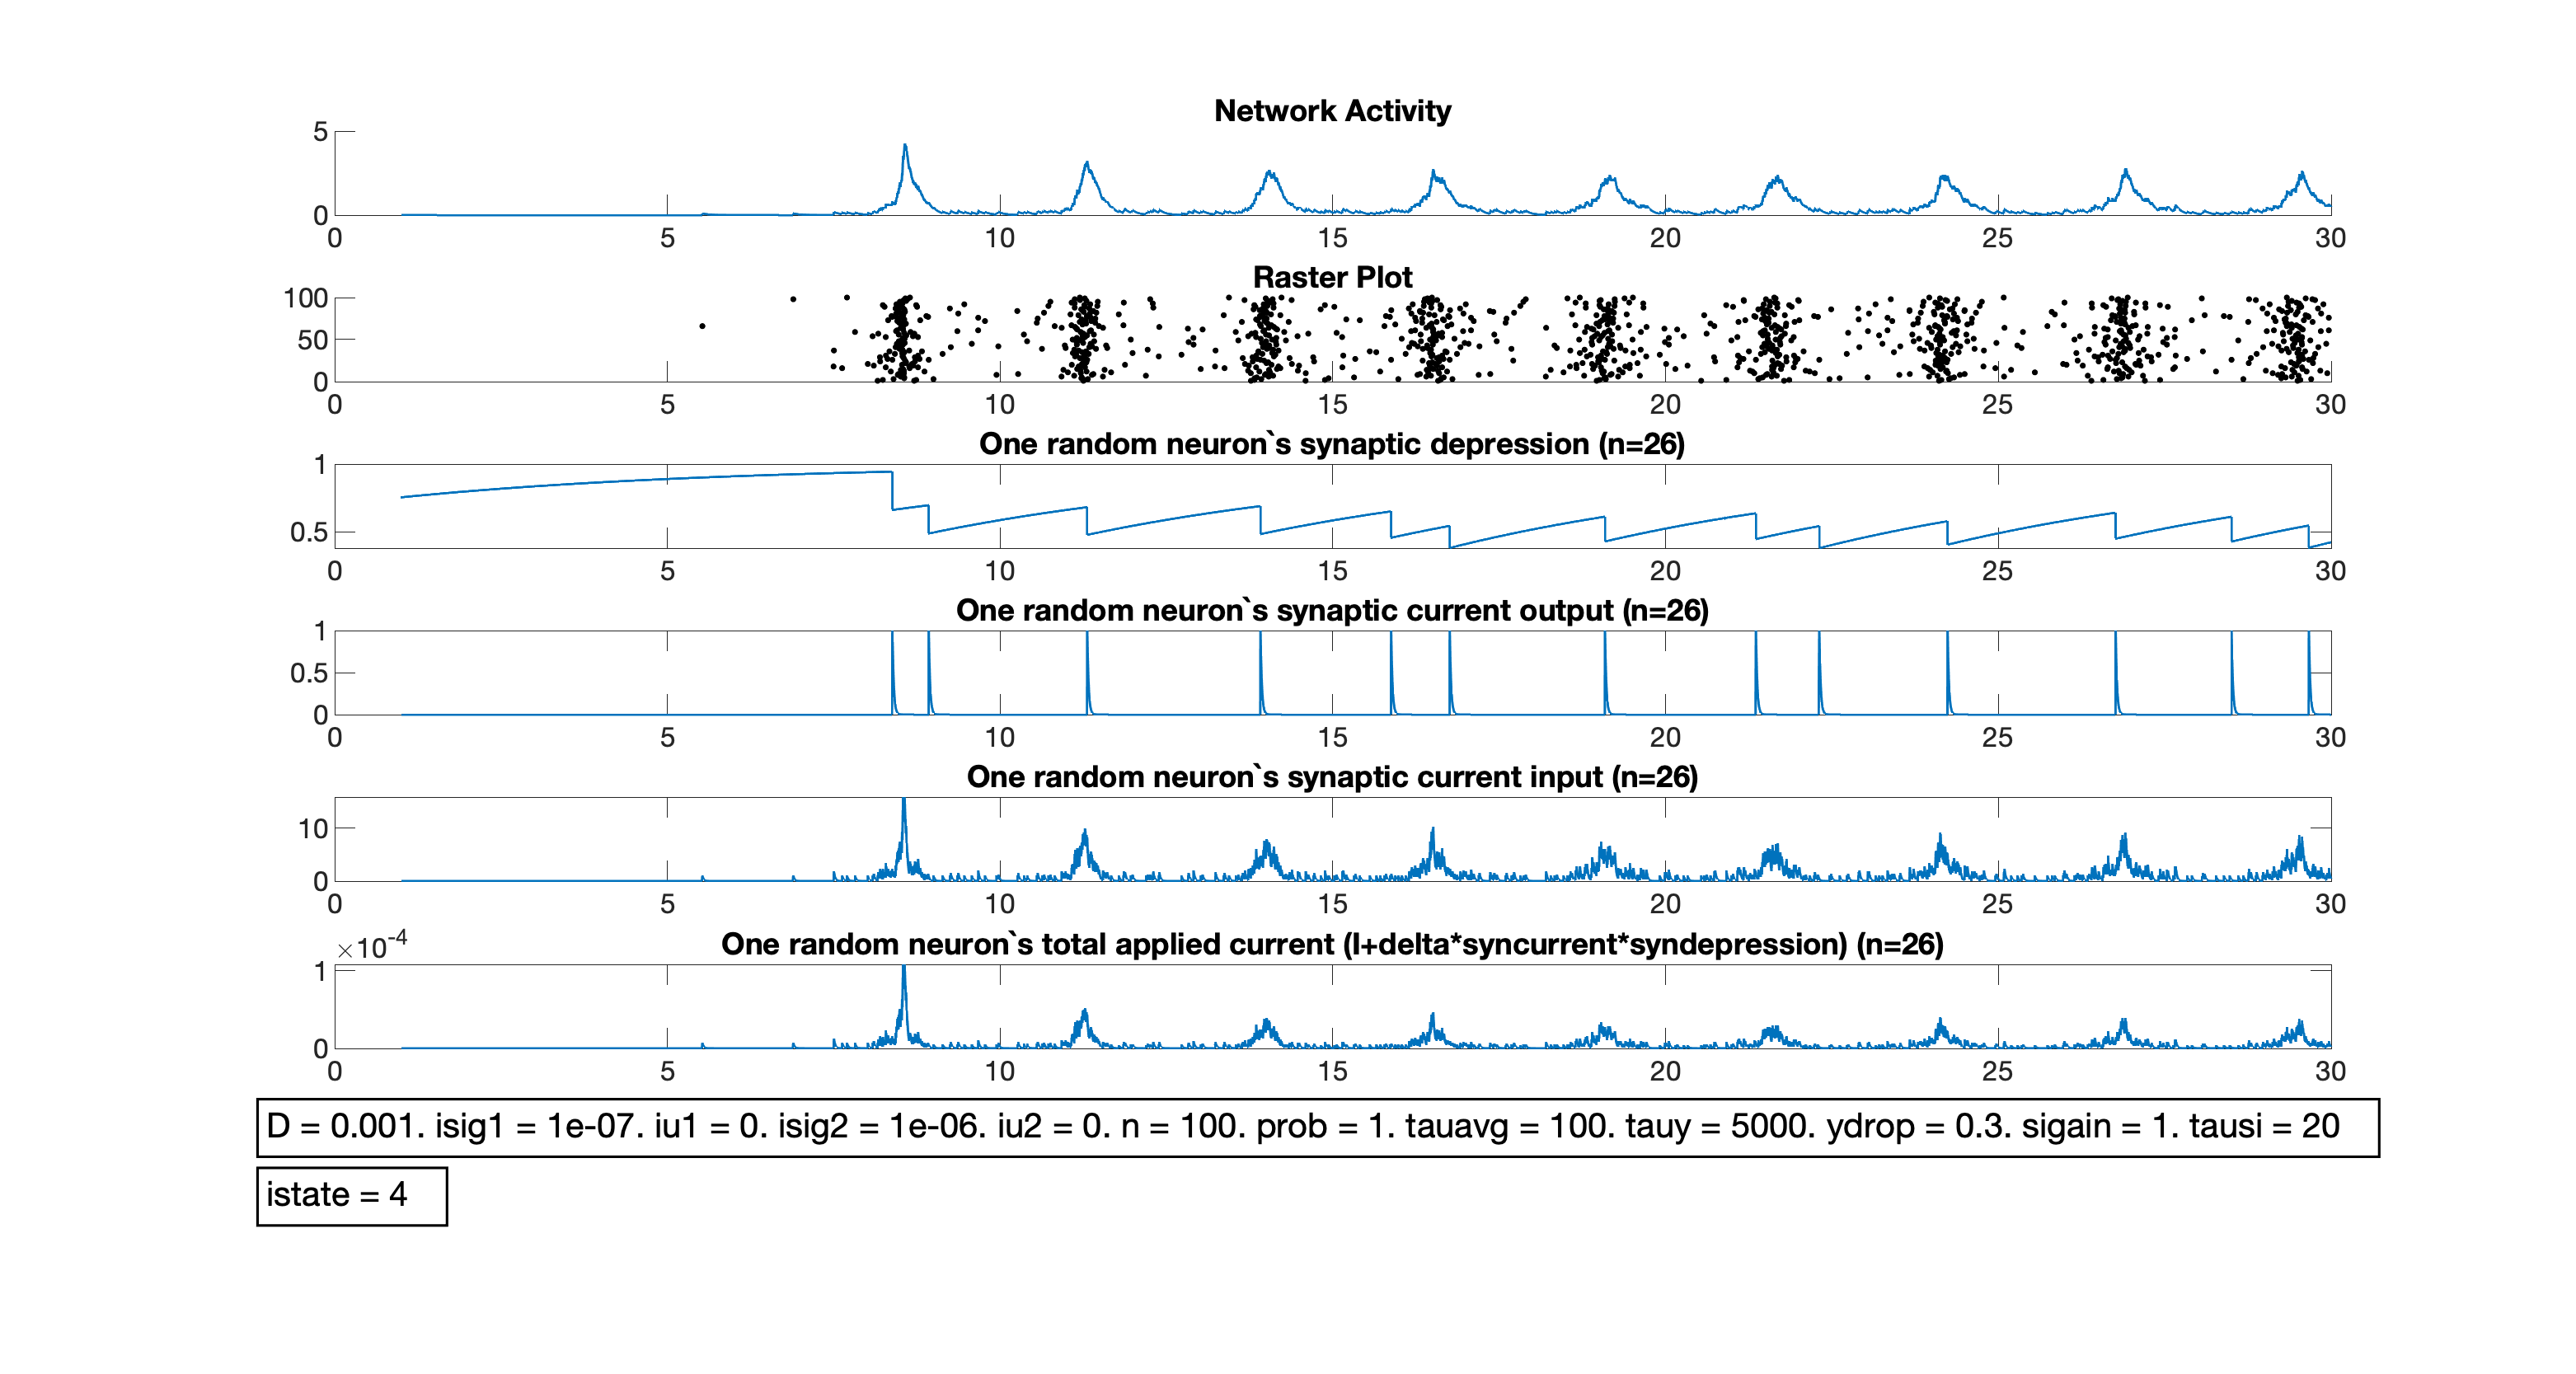 Network Activity
5
0
0 5 10 15 20 25 30
Raster Plot
100
50
0
0 5 10 15 20 25 30
One random neuron`s synaptic depression (n=26)
1
0.5
0 5 10 15 20 25 30
One random neuron`s synaptic current output (n=26)
1
0.5
0
0 5 10 15 20 25 30
One random neuron`s synaptic current input (n=26)
10
0
0 5 10 15 20 25 30
×10-4
One random neuron`s total applied current (I+delta*syncurrent*syndepression) (n=26)
1
0
0 5 10 15 20 25 30
D = 0.001. isig1 = 1e-07. iu1 = 0. isig2 = 1e-06. iu2 = 0. n = 100. prob = 1. tauavg = 100. tauy = 5000. ydrop = 0.3. sigain = 1. tausi = 20
istate = 4